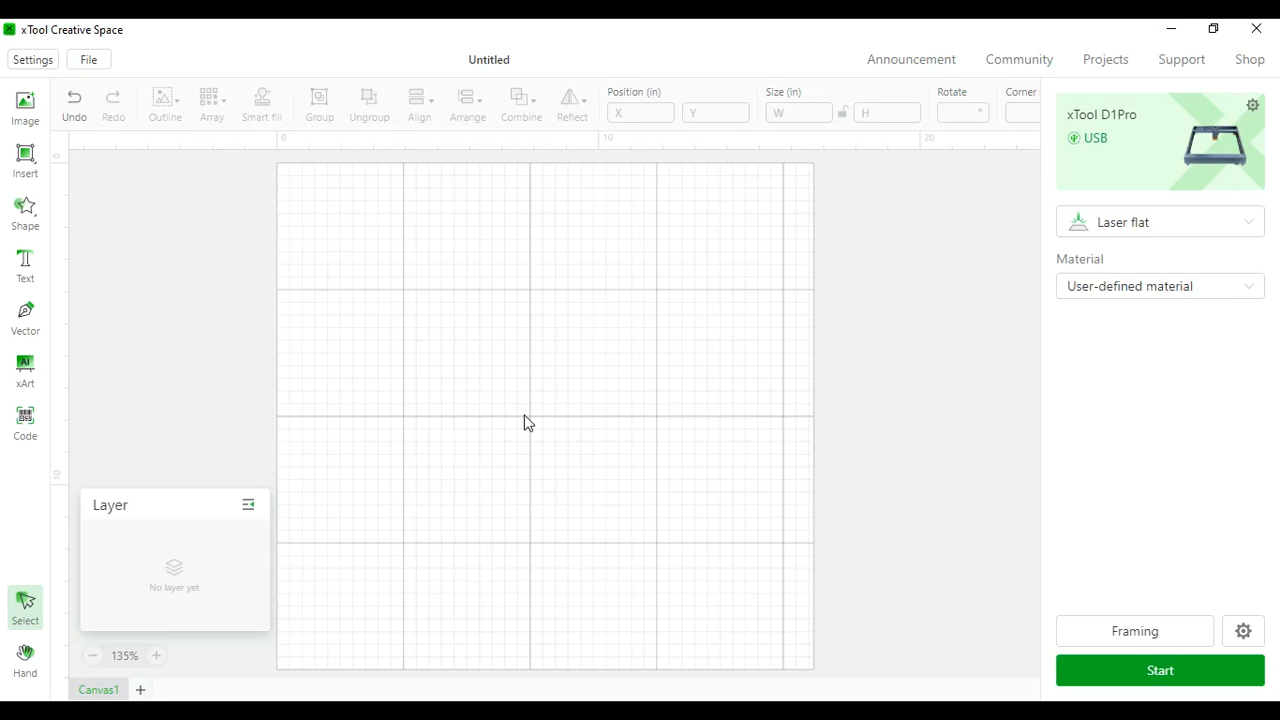 xTool Creative Space
Settings File Untitled Announcement Community Projects Support Shop
Undo Redo Outline Array Smart fill Group Ungroup Align Arrange Combine Reflect
Position (in) Size (in) Rotate Corner
X Y W H °
0 10 20
0
10
Image
Insert
Shape
Text
Vector
AI
xArt
Code
Select
Hand
Layer
No layer yet
135%
Canvas1
xTool D1Pro
USB
Laser flat
Material
User-defined material
Framing
Start